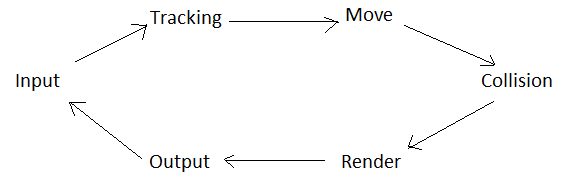 Tracking
Move
Input
Collision
Output
Render